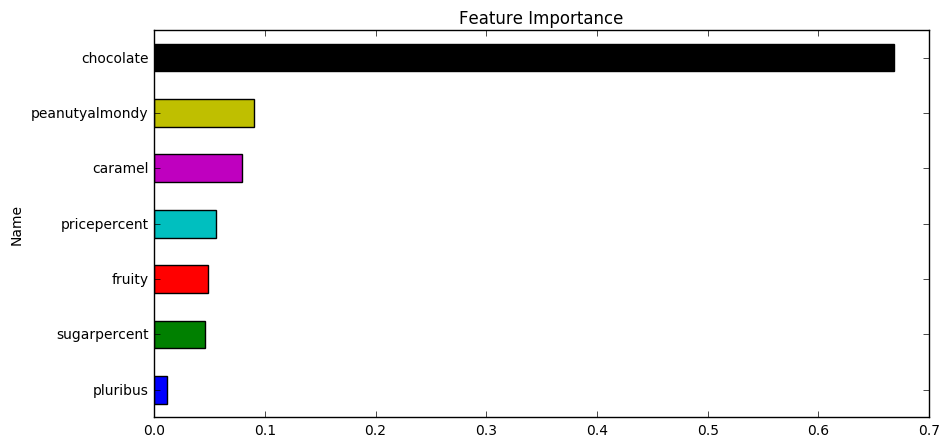 Feature Importance
chocolate
peanutyalmondy
caramel
pricepercent
fruity
sugarpercent
pluribus
Name
0.0 0.1 0.2 0.3 0.4 0.5 0.6 0.7